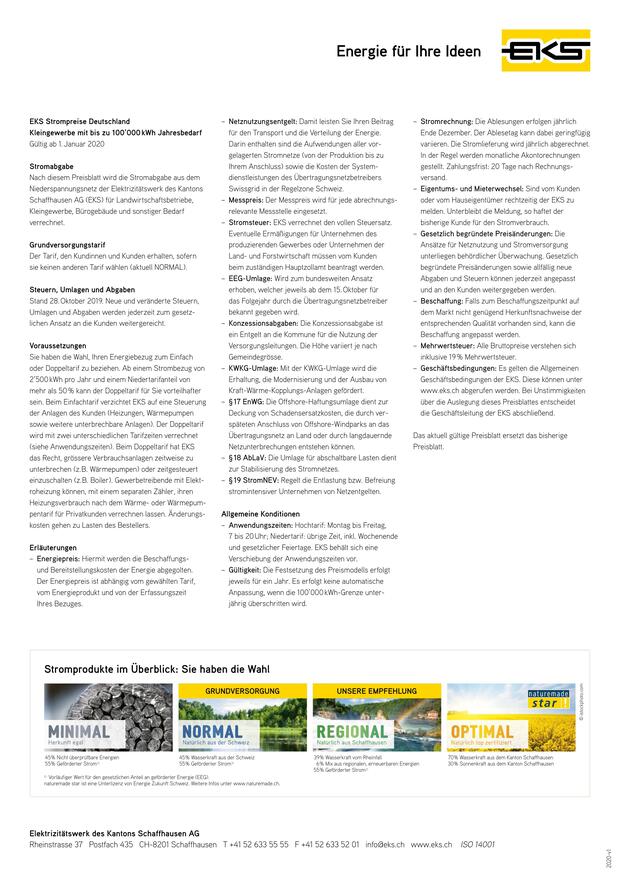 Energie für Ihre Ideen
EKS
EKS Strompreise Deutschland
Kleingewerbe mit bis zu 100'000 kWh Jahresbedarf
Gültig ab 1. Januar 2020
Stromabgabe
Nach diesem Preisblatt wird die Stromabgabe aus dem
Niederspannungsnetz der Elektrizitätswerk des Kantons
Schaffhausen AG (EKS) für Landwirtschaftsbetriebe,
Kleingewerbe, Bürogebäude und sonstiger Bedarf
verrechnet.
Grundversorgungstarif
Der Tarif, den Kundinnen und Kunden erhalten, sofern
sie keinen anderen Tarif wählen (aktuell NORMAL).
Steuern, Umlagen und Abgaben
Stand 28. Oktober 2019. Neue und veränderte Steuern,
Umlagen und Abgaben werden jederzeit zum gesetz-
lichen Ansatz an die Kunden weitergereicht.
Voraussetzungen
Sie haben die Wahl, Ihren Energiebezug zum Einfach
oder Doppeltarif zu beziehen. Ab einem Strombezug von
2'500 kWh pro Jahr und einem Niedertarifanteil von
mehr als 50 % kann der Doppeltarif für Sie vorteilhafter
sein. Beim Einfachtarif verzichtet EKS auf eine Steuerung
der Anlagen des Kunden (Heizungen, Wärmepumpen
sowie weitere unterbrechbare Anlagen). Der Doppeltarif
wird mit zwei unterschiedlichen Tarifzeiten verrechnet
(siehe Anwendungszeiten). Beim Doppeltarif hat EKS
das Recht, grössere Verbrauchsanlagen zeitweise zu
unterbrechen (z.B. Wärmepumpen) oder zeitgesteuert
einzuschalten (z.B. Boiler). Gewerbetreibende mit Elekt-
roheizung können, mit einem separaten Zähler, ihren
Heizungsverbrauch nach dem Wärme- oder Wärmepum-
pentarif für Privatkunden verrechnen lassen. Änderungs-
kosten gehen zu Lasten des Bestellers.
Erläuterungen
– Energiepreis: Hiermit werden die Beschaffungs-
und Bereitstellungskosten der Energie abgegolten.
Der Energiepreis ist abhängig vom gewählten Tarif,
vom Energieprodukt und von der Erfassungszeit
Ihres Bezuges.
– Netznutzungsentgelt: Damit leisten Sie Ihren Beitrag
für den Transport und die Verteilung der Energie.
Darin enthalten sind die Aufwendungen aller vor-
gelagerten Stromnetze (von der Produktion bis zu
Ihrem Anschluss) sowie die Kosten der System-
dienstleistungen des Übertragungsnetzbetreibers
Swissgrid in der Regelzone Schweiz.
– Messpreis: Der Messpreis wird für jede abrechnungs-
relevante Messstelle eingesetzt.
– Stromsteuer: EKS verrechnet den vollen Steuersatz.
Eventuelle Ermäßigungen für Unternehmen des
produzierenden Gewerbes oder Unternehmen der
Land- und Forstwirtschaft müssen vom Kunden
beim zuständigen Hauptzollamt beantragt werden.
– EEG-Umlage: Wird zum bundesweiten Ansatz
erhoben, welcher jeweils ab dem 15. Oktober für
das Folgejahr durch die Übertragungsnetzbetreiber
bekannt gegeben wird.
– Konzessionsabgaben: Die Konzessionsabgabe ist
ein Entgelt an die Kommune für die Nutzung der
Versorgungsleitungen. Die Höhe variiert je nach
Gemeindegrösse.
– KWKG-Umlage: Mit der KWKG-Umlage wird die
Erhaltung, die Modernisierung und der Ausbau von
Kraft-Wärme-Kopplungs-Anlagen gefördert.
– §17 EnWG: Die Offshore-Haftungsumlage dient zur
Deckung von Schadensersatzkosten, die durch ver-
späteten Anschluss von Offshore-Windparks an das
Übertragungsnetz an Land oder durch langdauernde
Netzunterbrechungen entstehen können.
– §18 AbLaV: Die Umlage für abschaltbare Lasten dient
zur Stabilisierung des Stromnetzes.
– §19 StromNEV: Regelt die Entlastung bzw. Befreiung
stromintensiver Unternehmen von Netzentgelten.
Allgemeine Konditionen
– Anwendungszeiten: Hochtarif: Montag bis Freitag,
7 bis 20 Uhr; Niedertarif: übrige Zeit, inkl. Wochenende
und gesetzlicher Feiertage. EKS behält sich eine
Verschiebung der Anwendungszeiten vor.
– Gültigkeit: Die Festsetzung des Preismodells erfolgt
jeweils für ein Jahr. Es erfolgt keine automatische
Anpassung, wenn die 100'000 kWh-Grenze unter-
jährig überschritten wird.
– Stromrechnung: Die Ablesungen erfolgen jährlich
Ende Dezember. Der Ablesetag kann dabei geringfügig
variieren. Die Stromlieferung wird jährlich abgerechnet.
In der Regel werden monatliche Akontorechnungen
gestellt. Zahlungsfrist: 20 Tage nach Rechnungs-
versand.
– Eigentums- und Mieterwechsel: Sind vom Kunden
oder vom Hauseigentümer rechtzeitig der EKS zu
melden. Unterbleibt die Meldung, so haftet der
bisherige Kunde für den Stromverbrauch.
– Gesetzlich begründete Preisänderungen: Die
Ansätze für Netznutzung und Stromversorgung
unterliegen behördlicher Überwachung. Gesetzlich
begründete Preisänderungen sowie allfällig neue
Abgaben und Steuern können jederzeit angepasst
und an den Kunden weitergegeben werden.
– Beschaffung: Falls zum Beschaffungszeitpunkt auf
dem Markt nicht genügend Herkunftsnachweise der
entsprechenden Qualität vorhanden sind, kann die
Beschaffung angepasst werden.
– Mehrwertsteuer: Alle Bruttopreise verstehen sich
inklusive 19 % Mehrwertsteuer.
– Geschäftsbedingungen: Es gelten die Allgemeinen
Geschäftsbedingungen der EKS. Diese können unter
www.eks.ch abgerufen werden. Bei Unstimmigkeiten
über die Auslegung dieses Preisblattes entscheidet
die Geschäftsleitung der EKS abschließend.
Das aktuell gültige Preisblatt ersetzt das bisherige
Preisblatt.
Stromprodukte im Überblick: Sie haben die Wahl
MINIMAL
Herkunft egal
45% Nicht überprüfbare Energien
55% Geförderter Strom¹⁾
GRUNDVERSORGUNG
NORMAL
Natürlich aus der Schweiz
45% Wasserkraft aus der Schweiz
55% Geförderter Strom¹⁾
UNSERE EMPFEHLUNG
REGIONAL
Natürlich aus Schaffhausen
39% Wasserkraft vom Rheinfall
6% Mix aus regionalen, erneuerbaren Energien
55% Geförderter Strom¹⁾
naturemade
star !
OPTIMAL
Natürlich top zertifiziert
70% Wasserkraft aus dem Kanton Schaffhausen
30% Sonnenkraft aus dem Kanton Schaffhausen
© istockphoto.com
¹⁾ Vorläufiger Wert für den gesetzlichen Anteil an geförderter Energie (EEG).
naturemade star ist eine Unterlizenz von Energie Zukunft Schweiz. Weitere Infos unter www.naturemade.ch.
Elektrizitätswerk des Kantons Schaffhausen AG
Rheinstrasse 37 Postfach 435 CH-8201 Schaffhausen T +41 52 633 55 55 F +41 52 633 52 01 info@eks.ch www.eks.ch ISO 14001
2020-v1